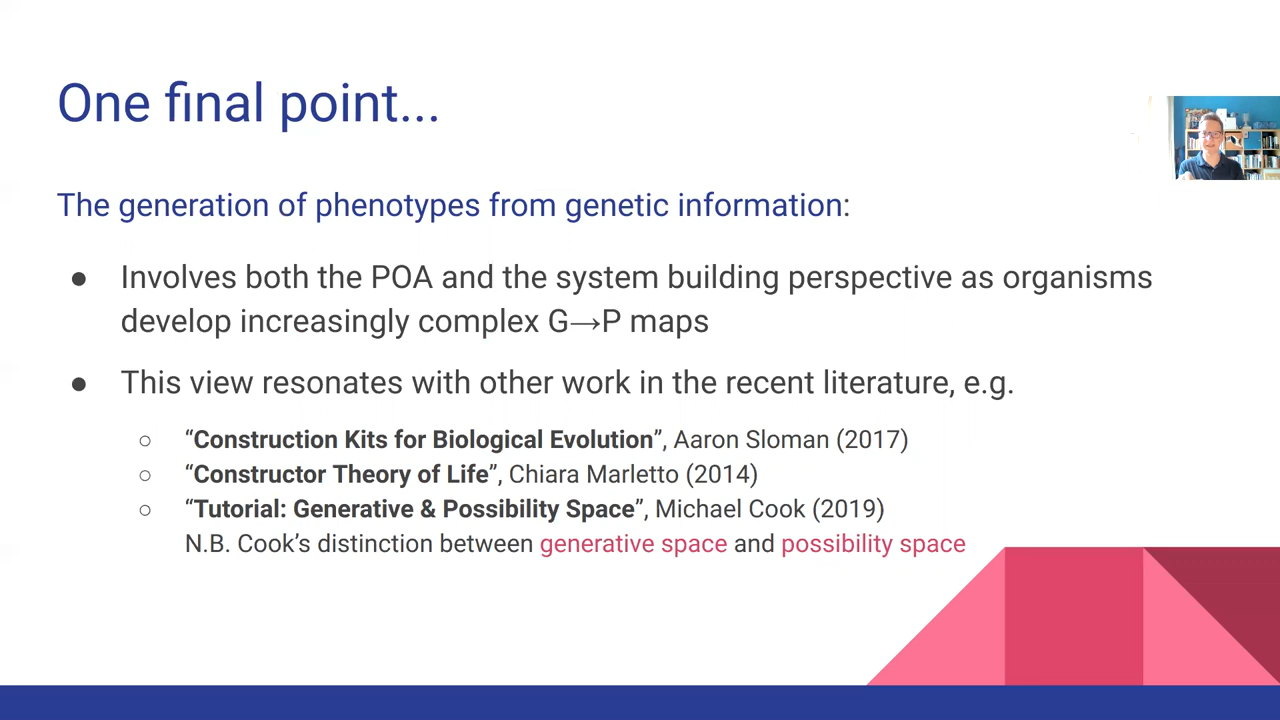 One final point...
The generation of phenotypes from genetic information:
● Involves both the POA and the system building perspective as organisms
develop increasingly complex G→P maps
● This view resonates with other work in the recent literature, e.g.
○ “Construction Kits for Biological Evolution”, Aaron Sloman (2017)
○ “Constructor Theory of Life”, Chiara Marletto (2014)
○ “Tutorial: Generative & Possibility Space”, Michael Cook (2019)
N.B. Cook’s distinction between generative space and possibility space